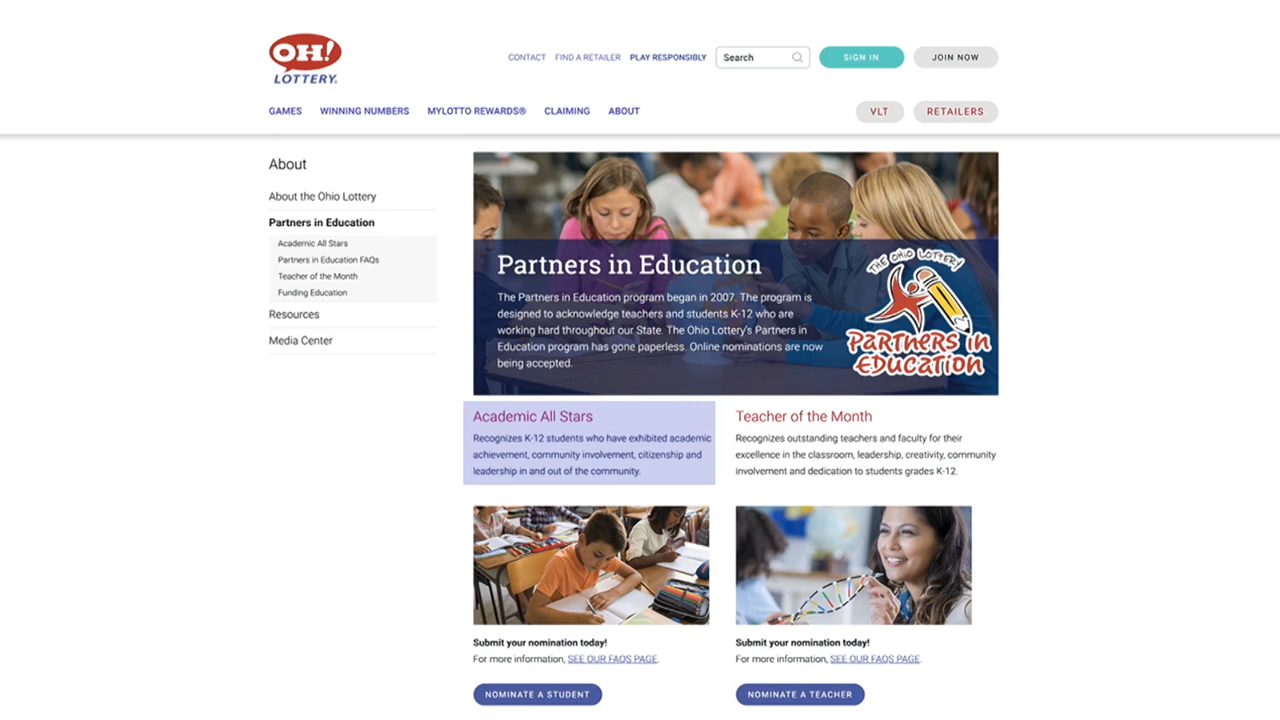 OH!
LOTTERY.
CONTACT FIND A RETAILER PLAY RESPONSIBLY Search SIGN IN JOIN NOW
GAMES WINNING NUMBERS MYLOTTO REWARDS® CLAIMING ABOUT VLT RETAILERS
About
About the Ohio Lottery
Partners in Education
Academic All Stars
Partners in Education FAQs
Teacher of the Month
Funding Education
Resources
Media Center
Partners in Education
The Partners in Education program began in 2007. The program is
designed to acknowledge teachers and students K-12 who are
working hard throughout our State. The Ohio Lottery's Partners in
Education program has gone paperless. Online nominations are now
being accepted.
THE OHIO LOTTERY
PARTNERS IN
EDUCATION
Academic All Stars
Recognizes K-12 students who have exhibited academic
achievement, community involvement, citizenship and
leadership in and out of the community.
Teacher of the Month
Recognizes outstanding teachers and faculty for their
excellence in the classroom, leadership, creativity, community
involvement and dedication to students grades K-12.
Submit your nomination today!
For more information, SEE OUR FAQS PAGE.
NOMINATE A STUDENT
Submit your nomination today!
For more information, SEE OUR FAQS PAGE.
NOMINATE A TEACHER